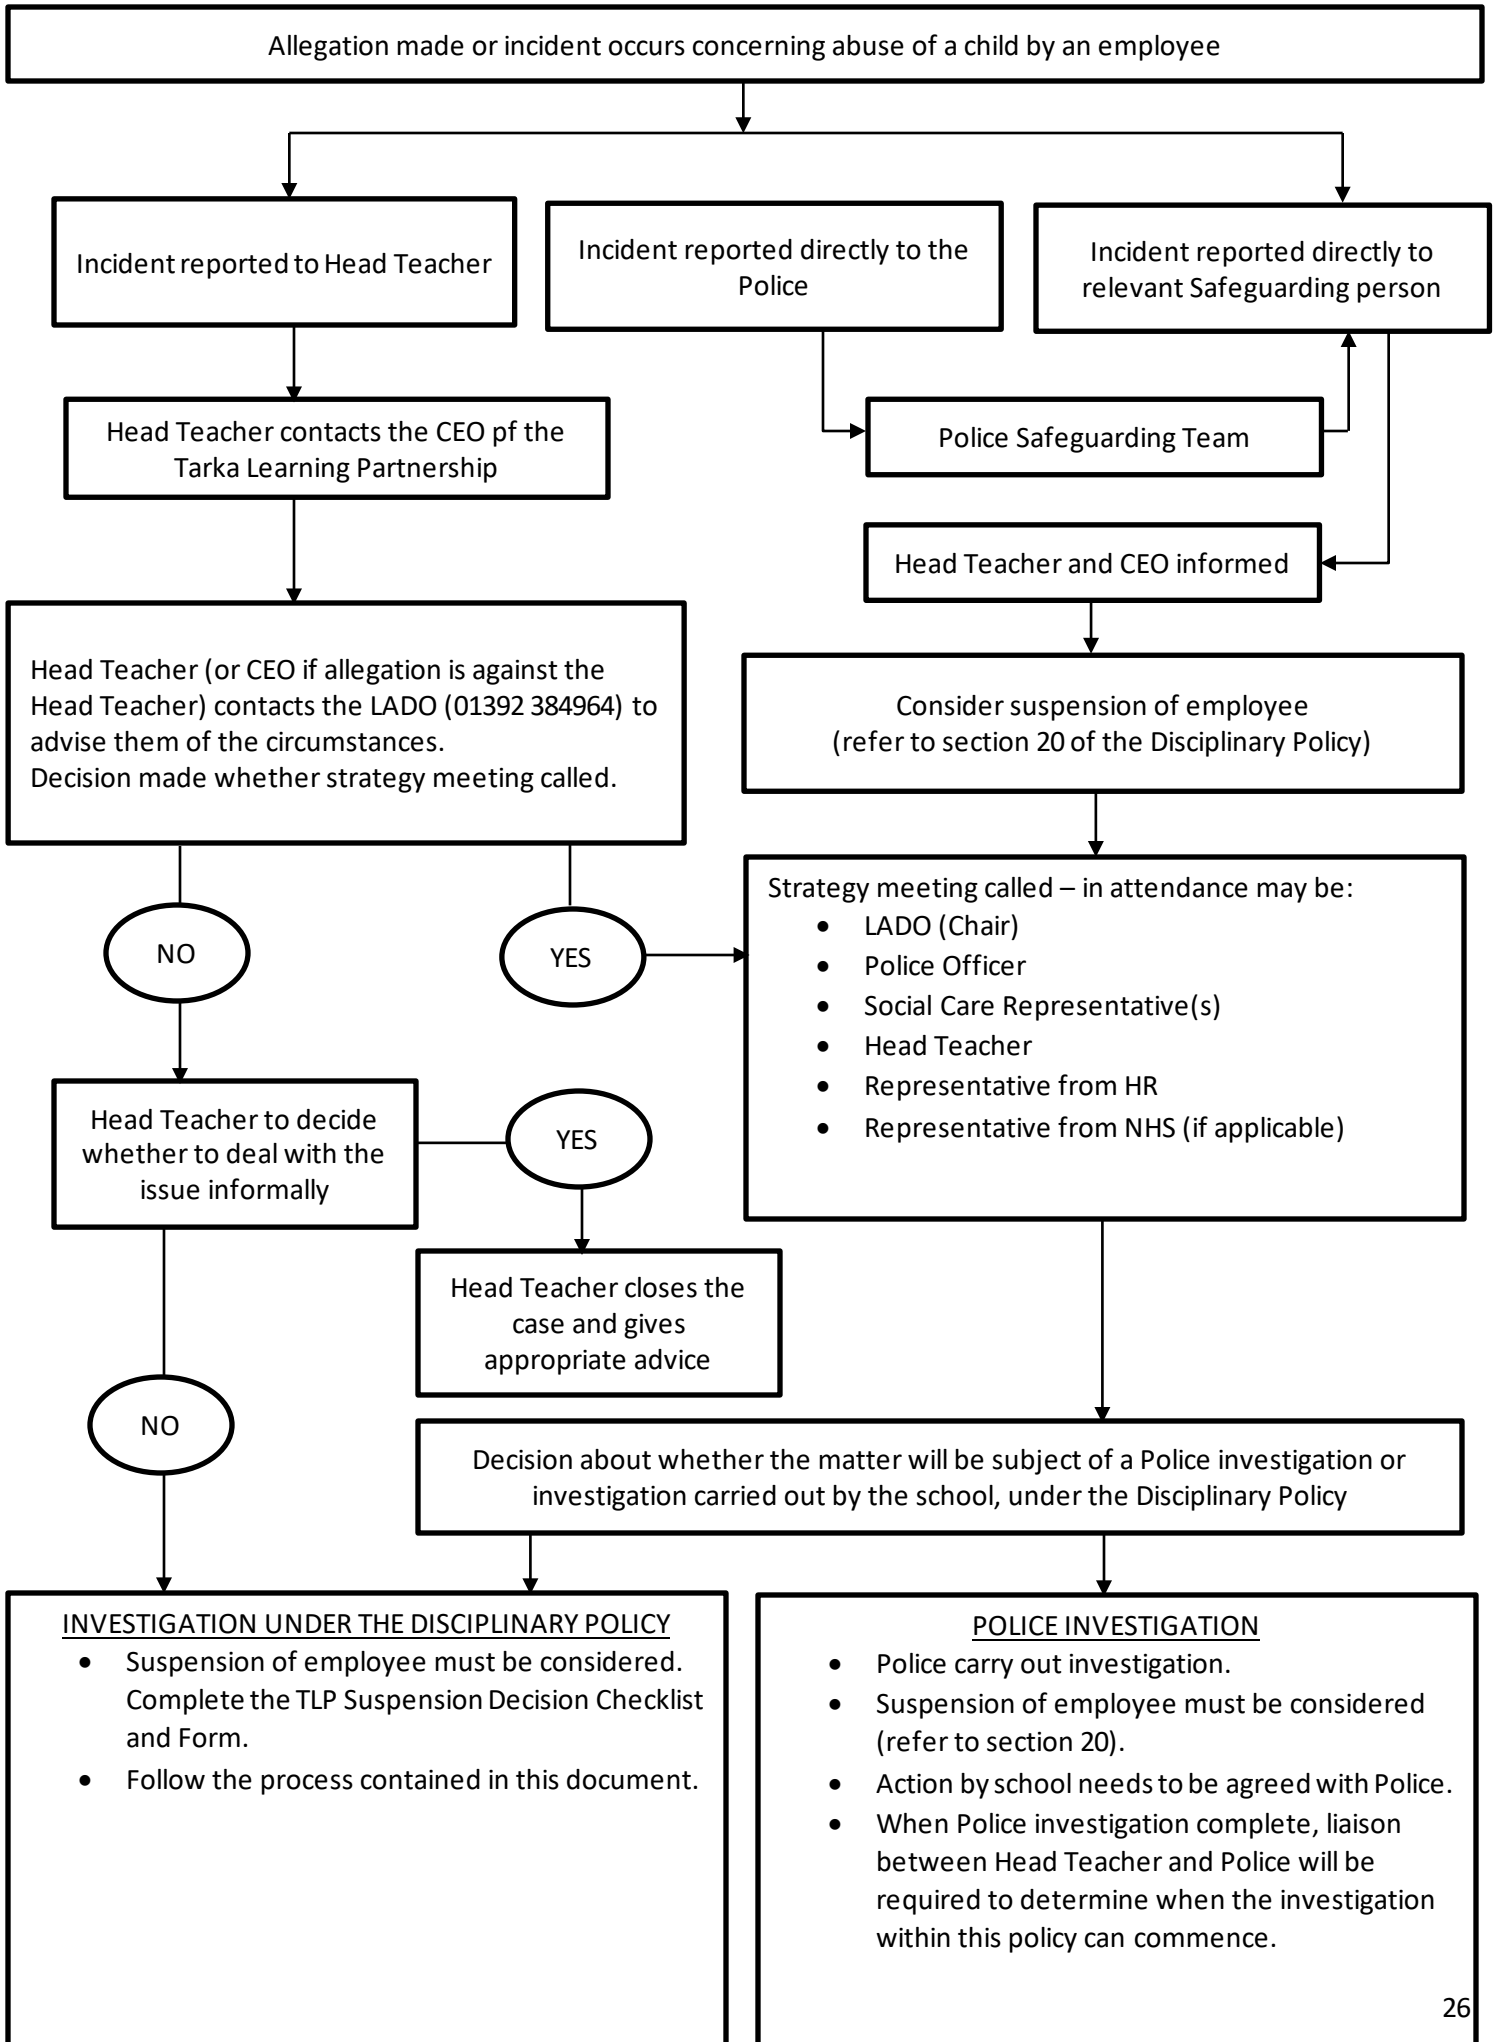 Allegation made or incident occurs concerning abuse of a child by an employee
Incident reported to Head Teacher
Incident reported directly to the
Police
Incident reported directly to
relevant Safeguarding person
Head Teacher contacts the CEO pf the
Tarka Learning Partnership
Police Safeguarding Team
Head Teacher and CEO informed
Head Teacher (or CEO if allegation is against the
Head Teacher) contacts the LADO (01392 384964) to
advise them of the circumstances.
Decision made whether strategy meeting called.
Consider suspension of employee
(refer to section 20 of the Disciplinary Policy)
NO
YES
Strategy meeting called – in attendance may be:
• LADO (Chair)
• Police Officer
• Social Care Representative(s)
• Head Teacher
• Representative from HR
• Representative from NHS (if applicable)
Head Teacher to decide
whether to deal with the
issue informally
YES
Head Teacher closes the
case and gives
appropriate advice
NO
Decision about whether the matter will be subject of a Police investigation or
investigation carried out by the school, under the Disciplinary Policy
INVESTIGATION UNDER THE DISCIPLINARY POLICY
• Suspension of employee must be considered.
Complete the TLP Suspension Decision Checklist
and Form.
• Follow the process contained in this document.
POLICE INVESTIGATION
• Police carry out investigation.
• Suspension of employee must be considered
(refer to section 20).
• Action by school needs to be agreed with Police.
• When Police investigation complete, liaison
between Head Teacher and Police will be
required to determine when the investigation
within this policy can commence.
26